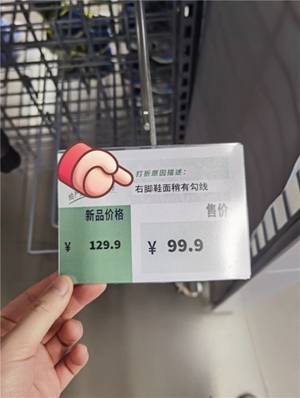 打折原因描述：
右脚鞋面稍有勾线
新品价格
售价
¥ 129.9
¥ 99.9